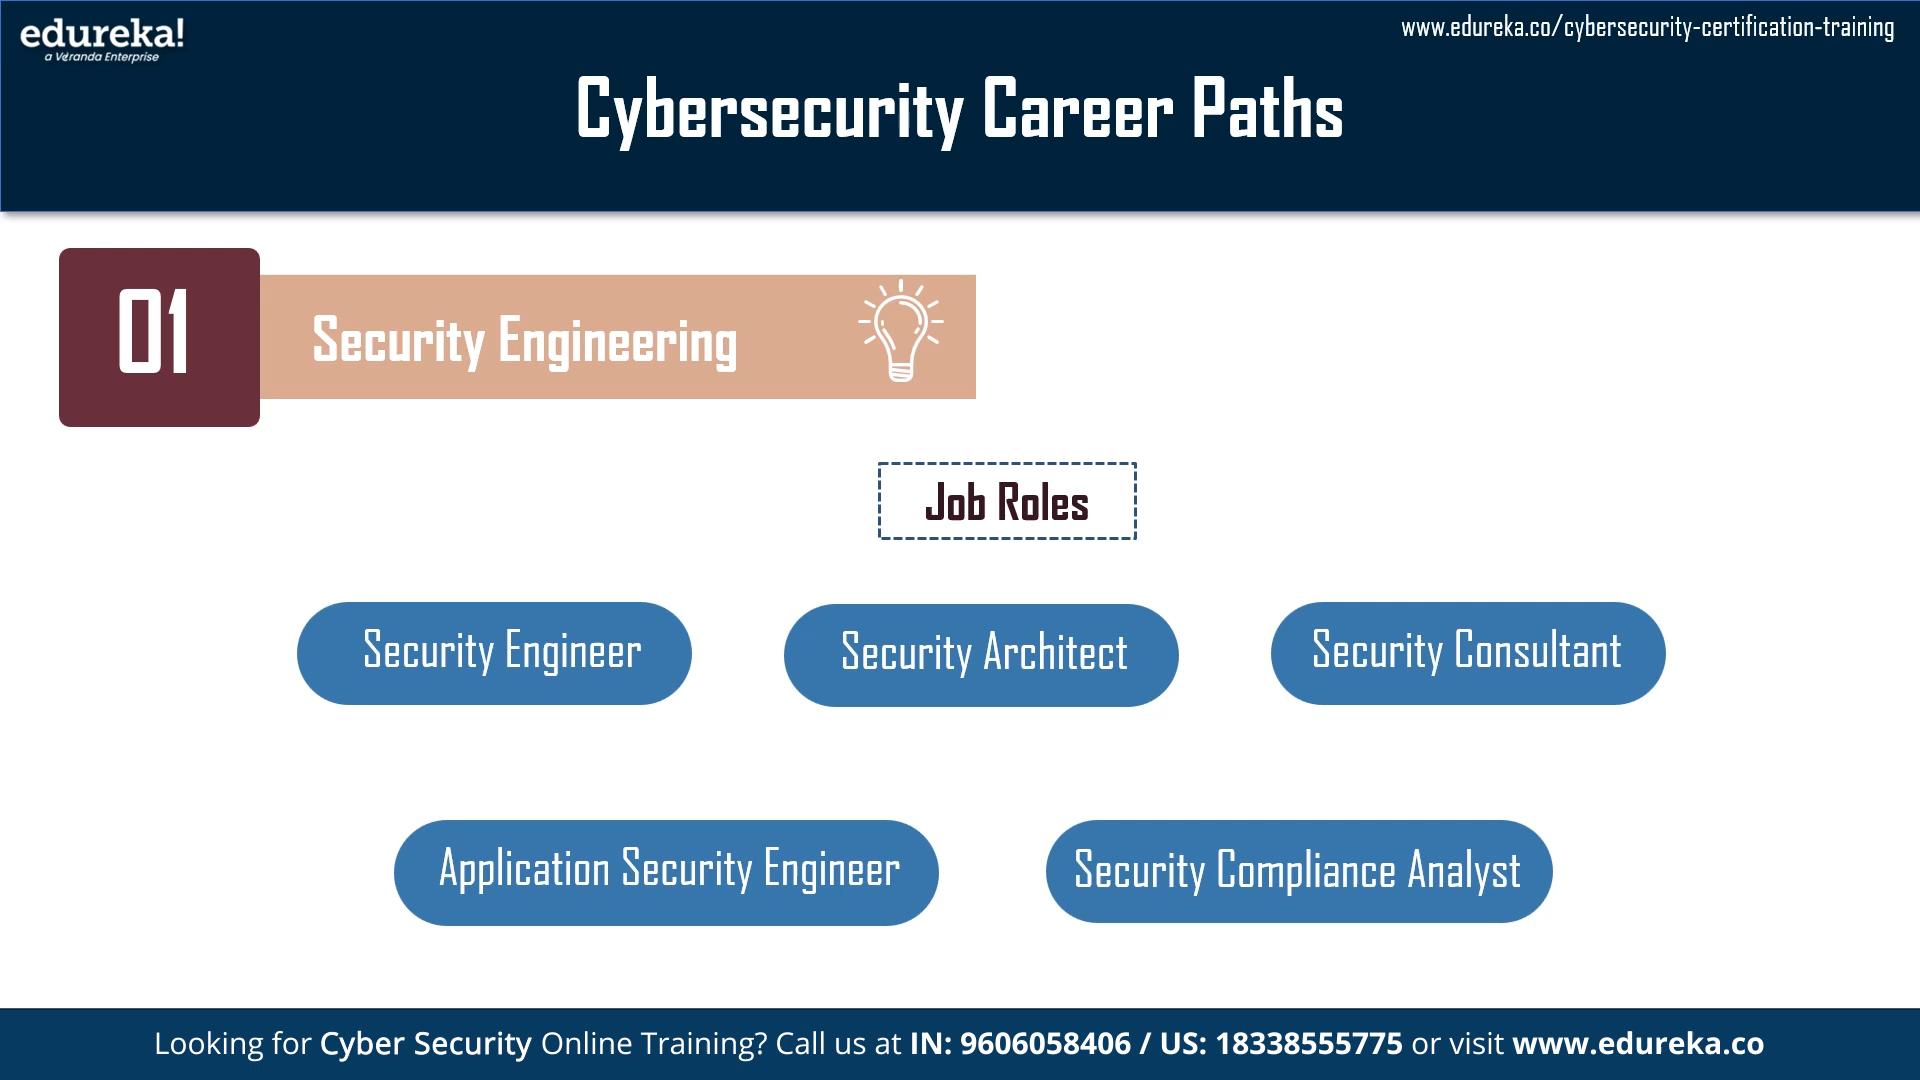 edureka!
a Veranda Enterprise
www.edureka.co/cybersecurity-certification-training
Cybersecurity Career Paths
01
Security Engineering
Job Roles
Security Engineer
Security Architect
Security Consultant
Application Security Engineer
Security Compliance Analyst
Looking for Cyber Security Online Training? Call us at IN: 9606058406 / US: 18338555775 or visit www.edureka.co